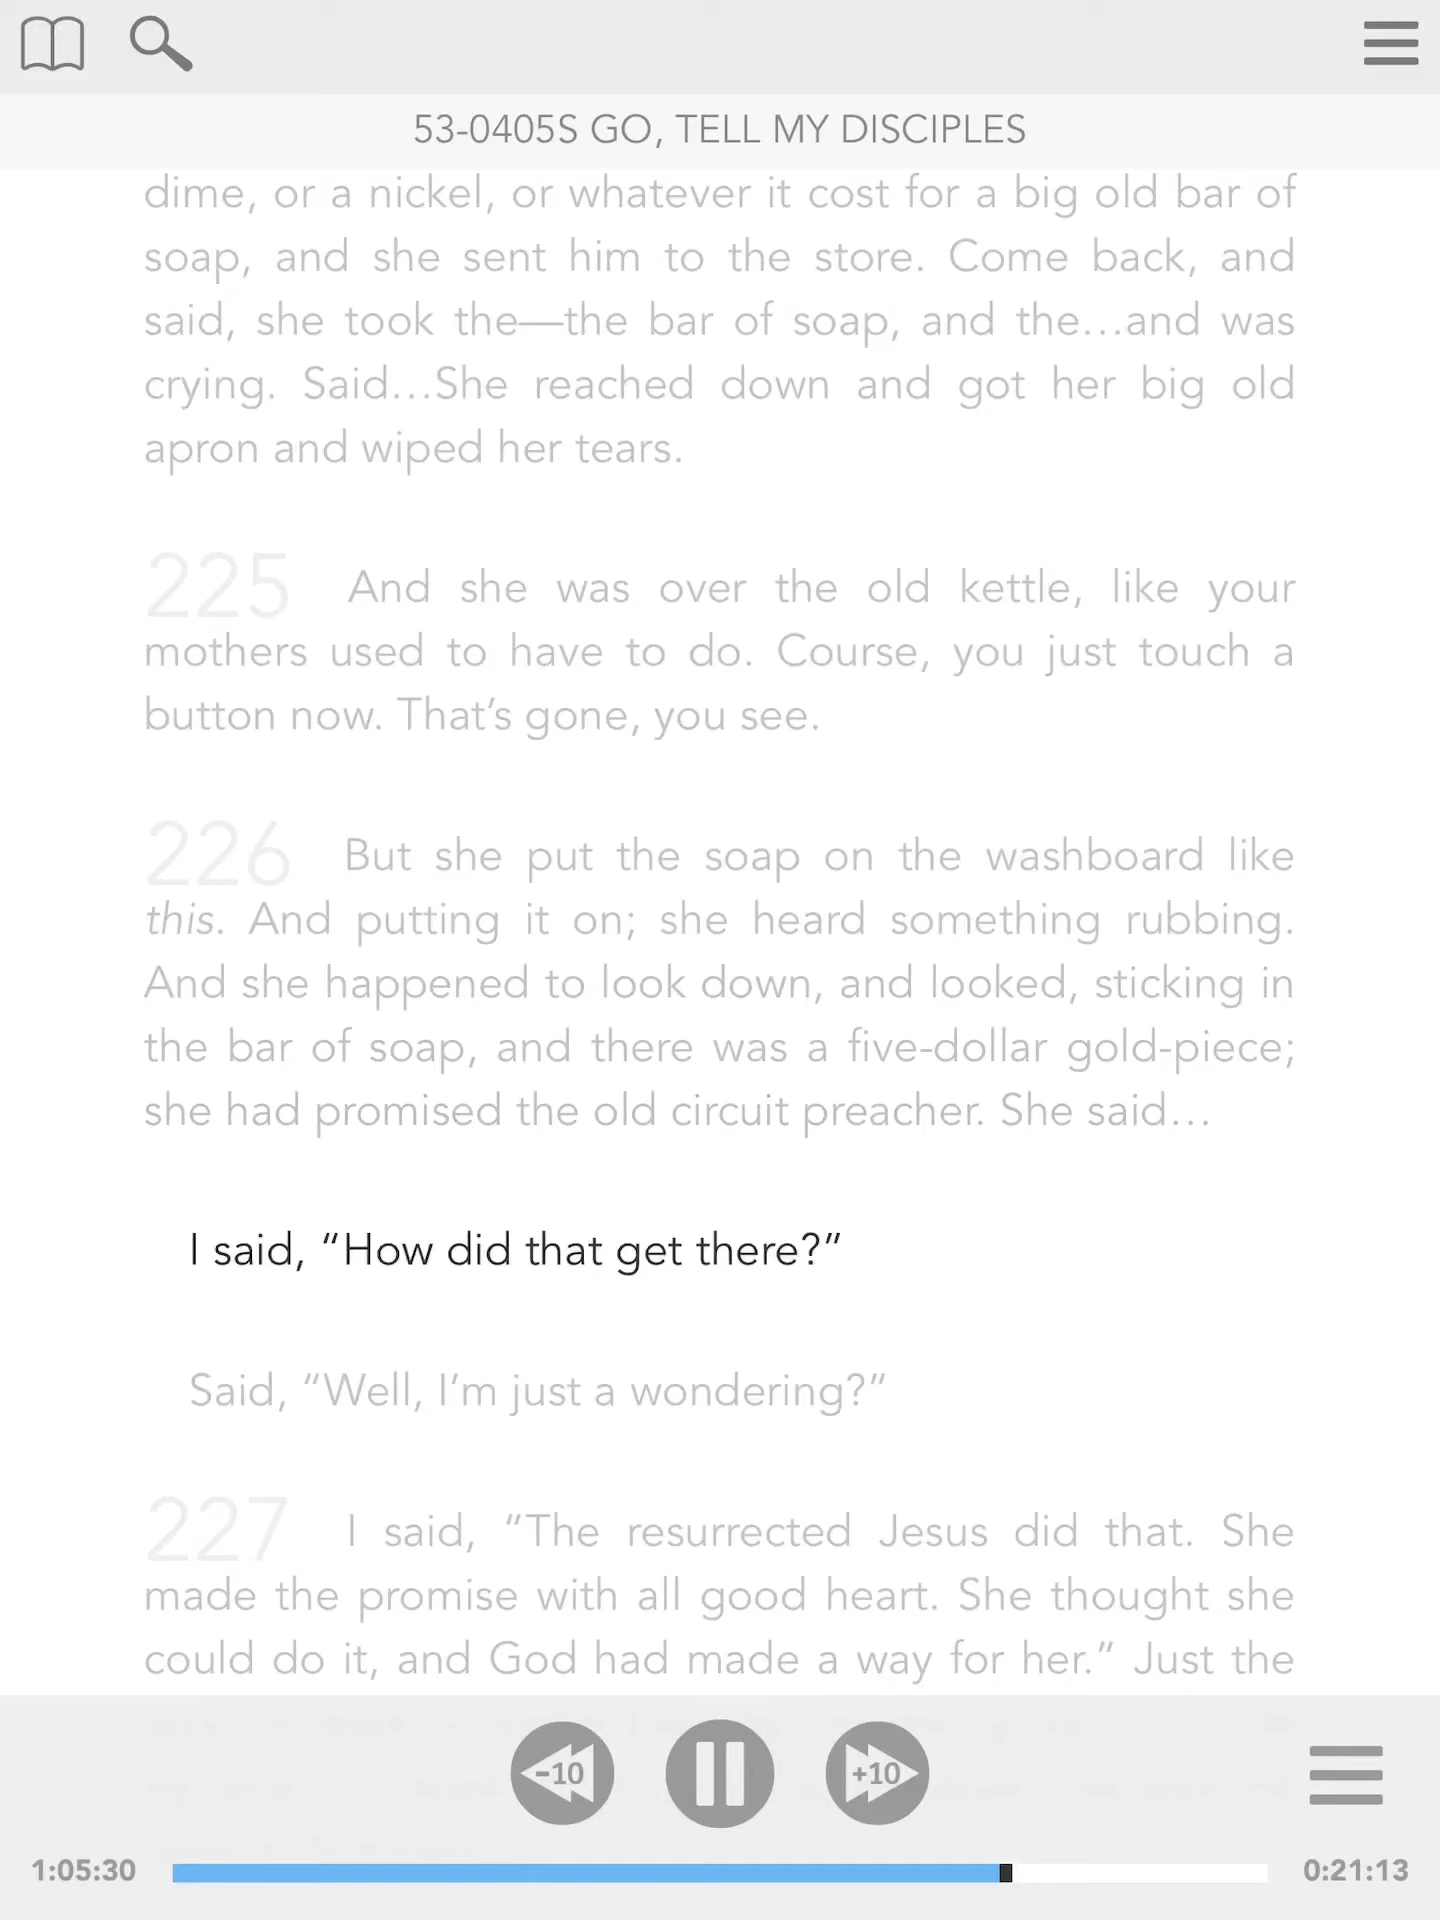 53-0405S GO, TELL MY DISCIPLES
dime, or a nickel, or whatever it cost for a big old bar of
soap, and she sent him to the store. Come back, and
said, she took the—the bar of soap, and the…and was
crying. Said…She reached down and got her big old
apron and wiped her tears.
225 And she was over the old kettle, like your
mothers used to have to do. Course, you just touch a
button now. That’s gone, you see.
226 But she put the soap on the washboard like
this. And putting it on; she heard something rubbing.
And she happened to look down, and looked, sticking in
the bar of soap, and there was a five-dollar gold-piece;
she had promised the old circuit preacher. She said…
I said, “How did that get there?”
Said, “Well, I’m just a wondering?”
227 I said, “The resurrected Jesus did that. She
made the promise with all good heart. She thought she
could do it, and God had made a way for her.” Just the
-10 +10
1:05:30 0:21:13